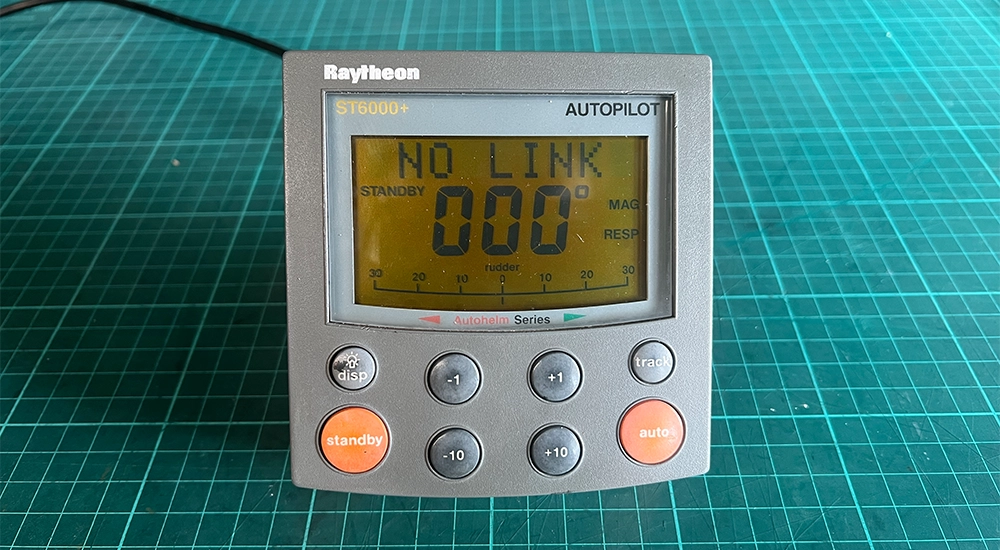 Raytheon
ST6000+ AUTOPILOT
NO LINK
STANDBY 000° MAG
RESP
rudder
30 20 10 0 10 20 30
Autohelm Series
disp -1 +1 track
standby -10 +10 auto